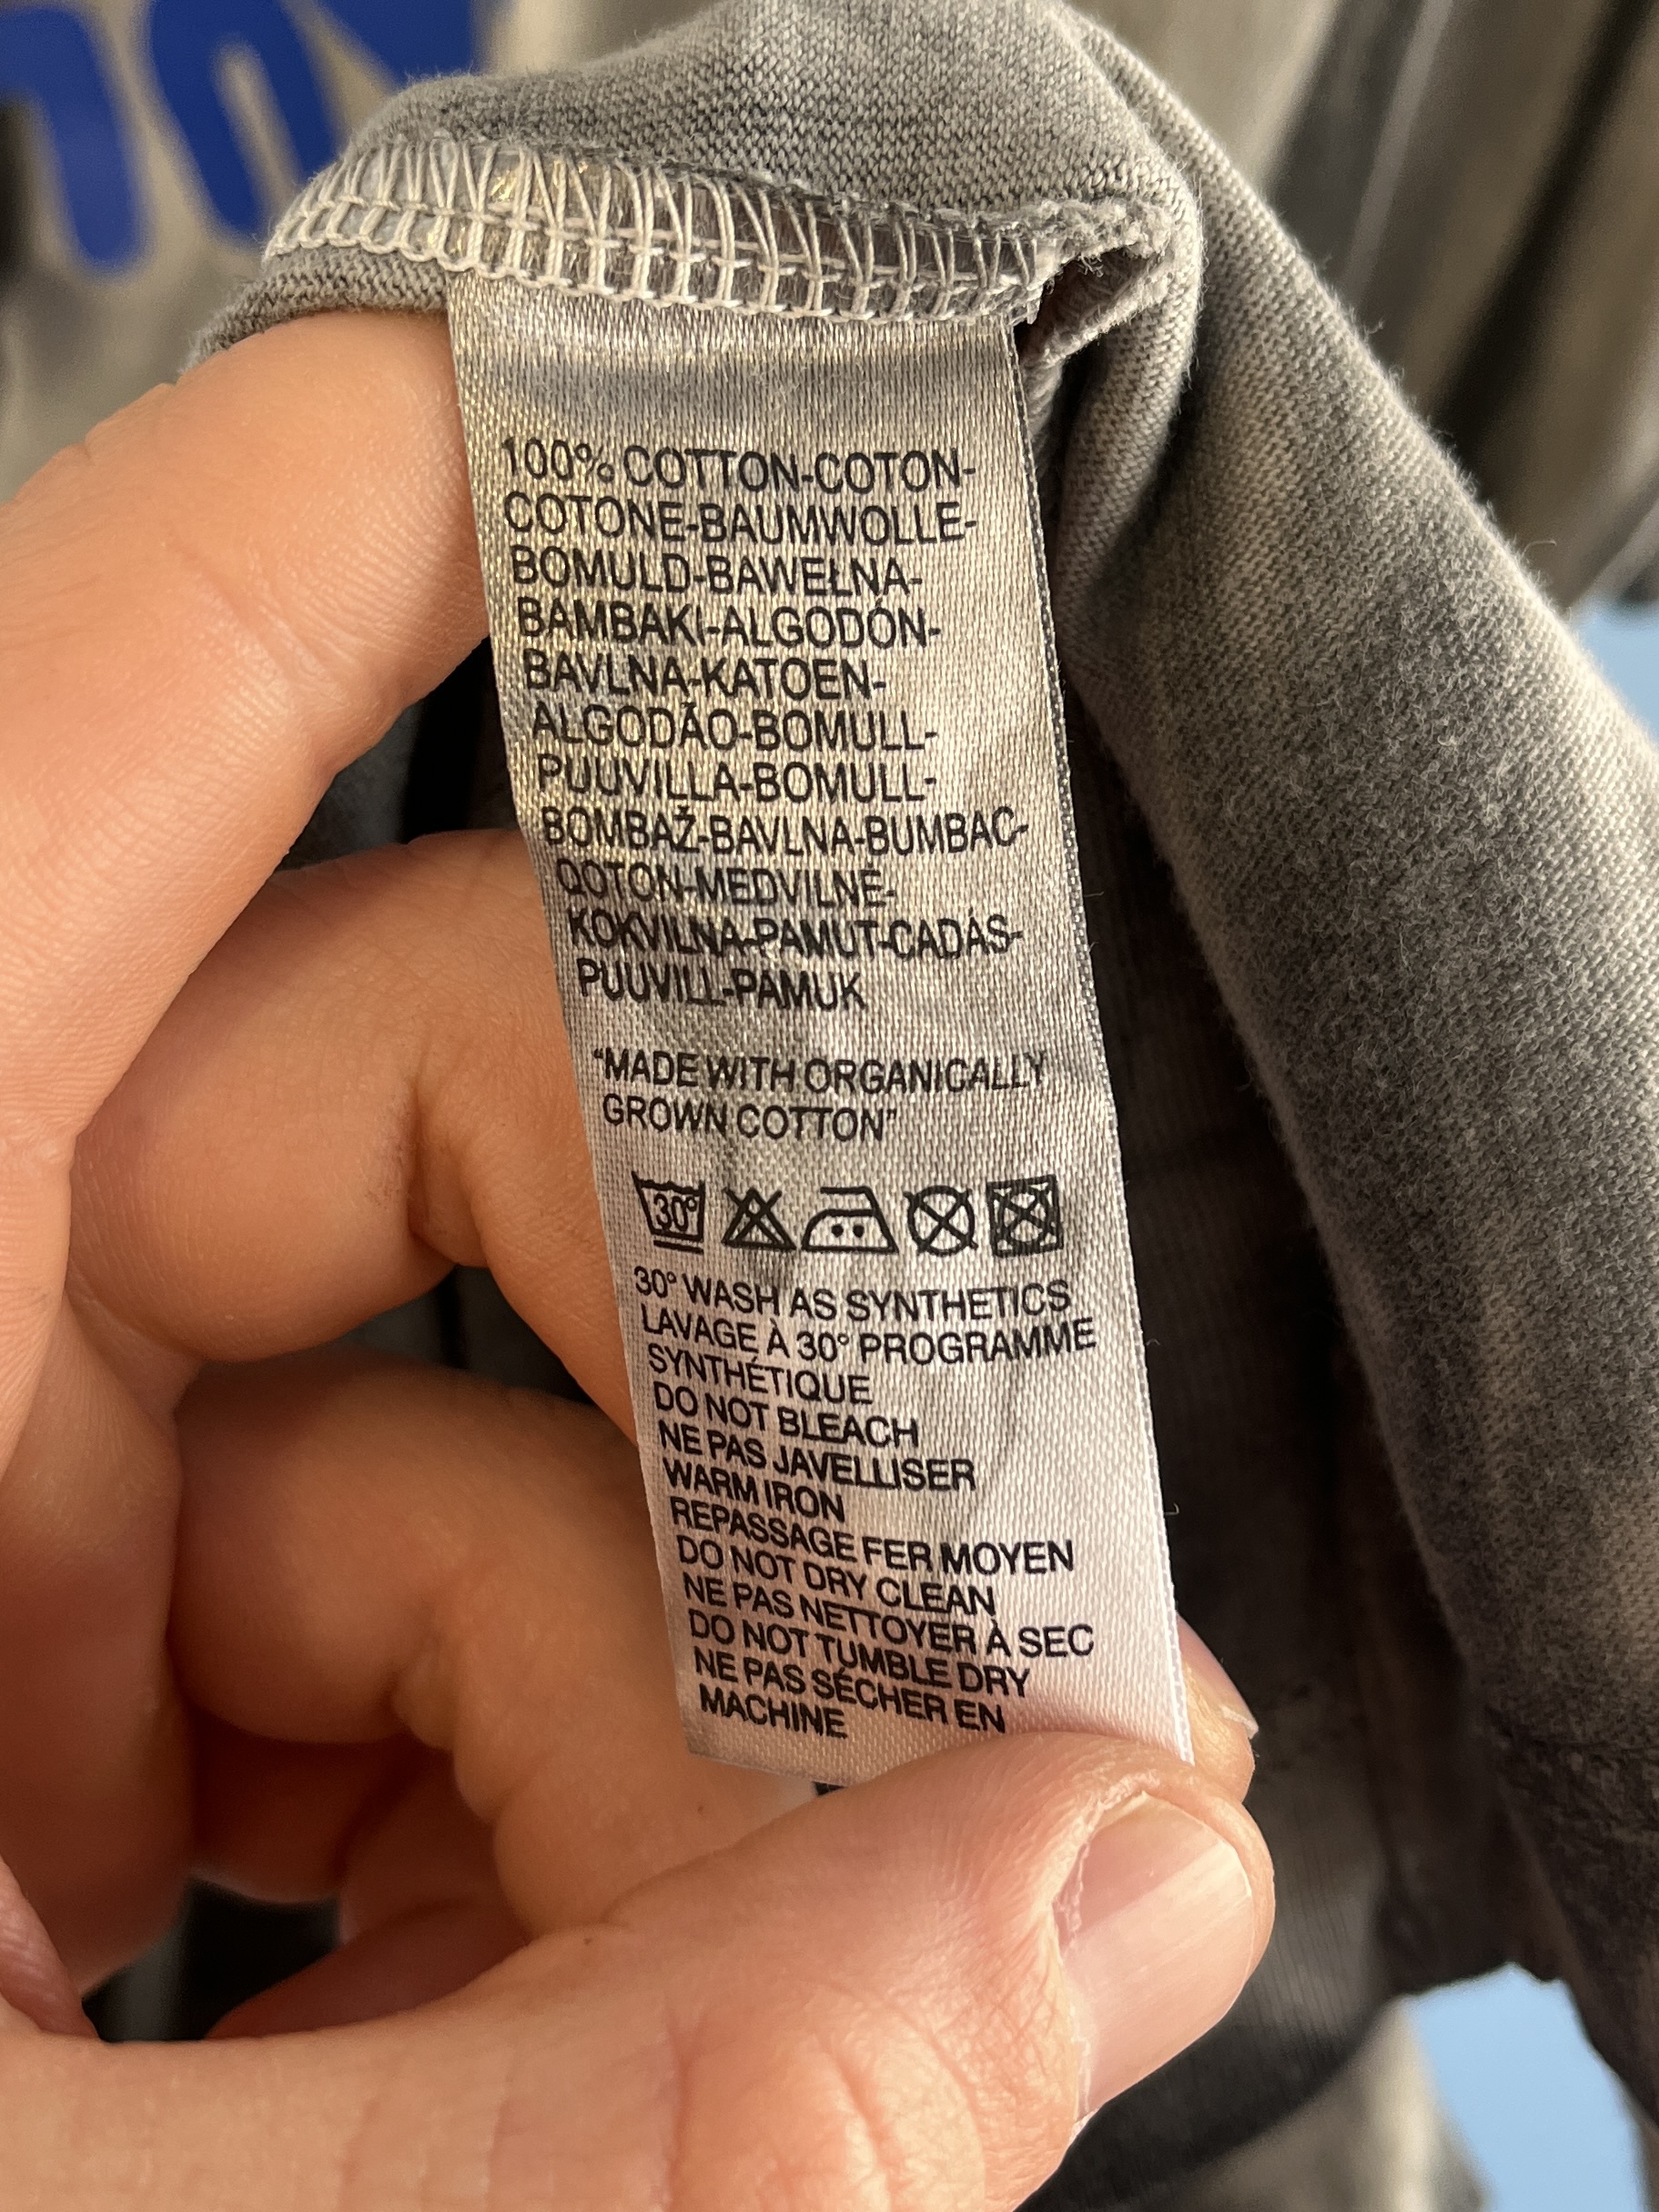 100% COTTON-COTON-
COTONE-BAUMWOLLE-
BOMULD-BAWEŁNA-
BAMBAKI-ALGODÓN-
BAVLNA-KATOEN-
ALGODÃO-BOMULL-
PUUVILLA-BOMULL-
BOMBAŽ-BAVLNA-BUMBAC-
QOTON-MEDVILNĖ-
KOKVILNA-PAMUT-CADÁS-
PUUVILL-PAMUK
"MADE WITH ORGANICALLY
GROWN COTTON"
30°
30° WASH AS SYNTHETICS
LAVAGE À 30° PROGRAMME
SYNTHÉTIQUE
DO NOT BLEACH
NE PAS JAVELLISER
WARM IRON
REPASSAGE FER MOYEN
DO NOT DRY CLEAN
NE PAS NETTOYER À SEC
DO NOT TUMBLE DRY
NE PAS SÉCHER EN
MACHINE